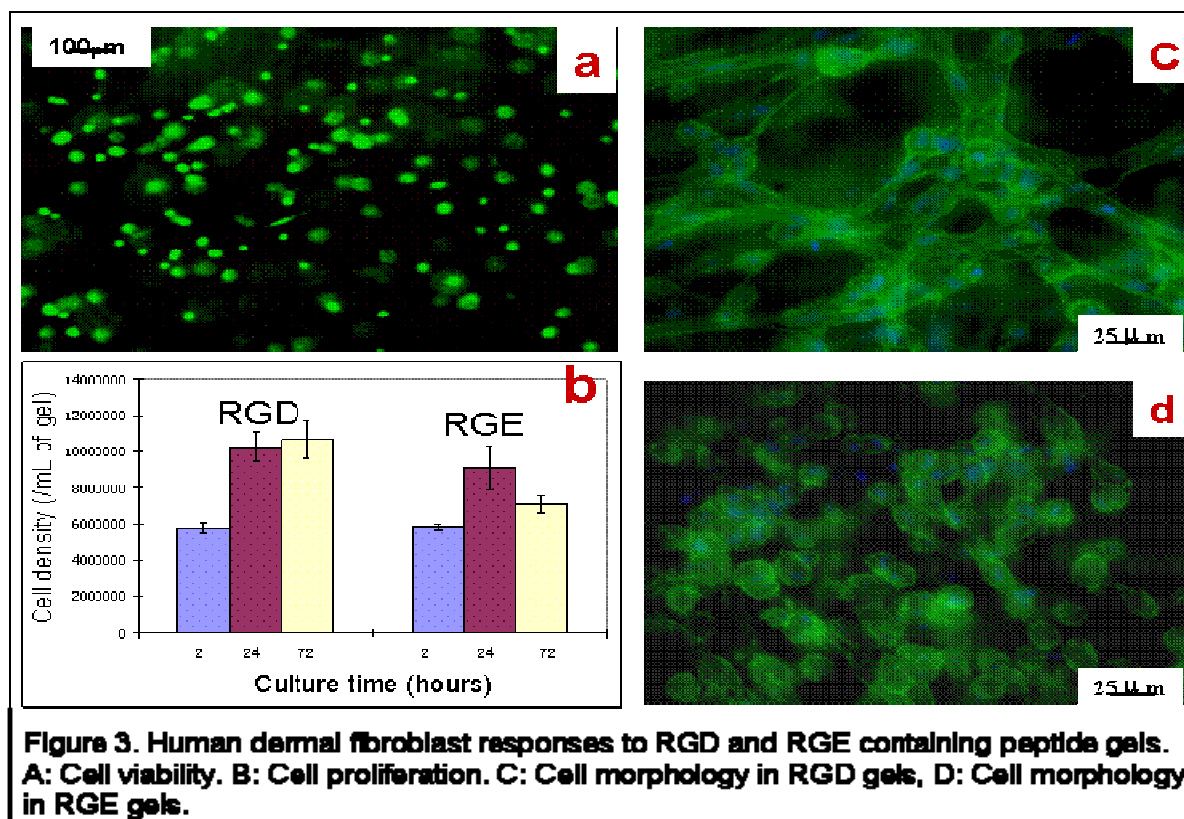 100µm
a
C
25 µm
14000000
12000000
10000000
8000000
6000000
4000000
2000000
0
Cell density (/mL of gel)
b
RGD
RGE
2 24 72 2 24 72
Culture time (hours)
d
25 µm
Figure 3. Human dermal fibroblast responses to RGD and RGE containing peptide gels.
A: Cell viability. B: Cell proliferation. C: Cell morphology in RGD gels, D: Cell morphology
in RGE gels.